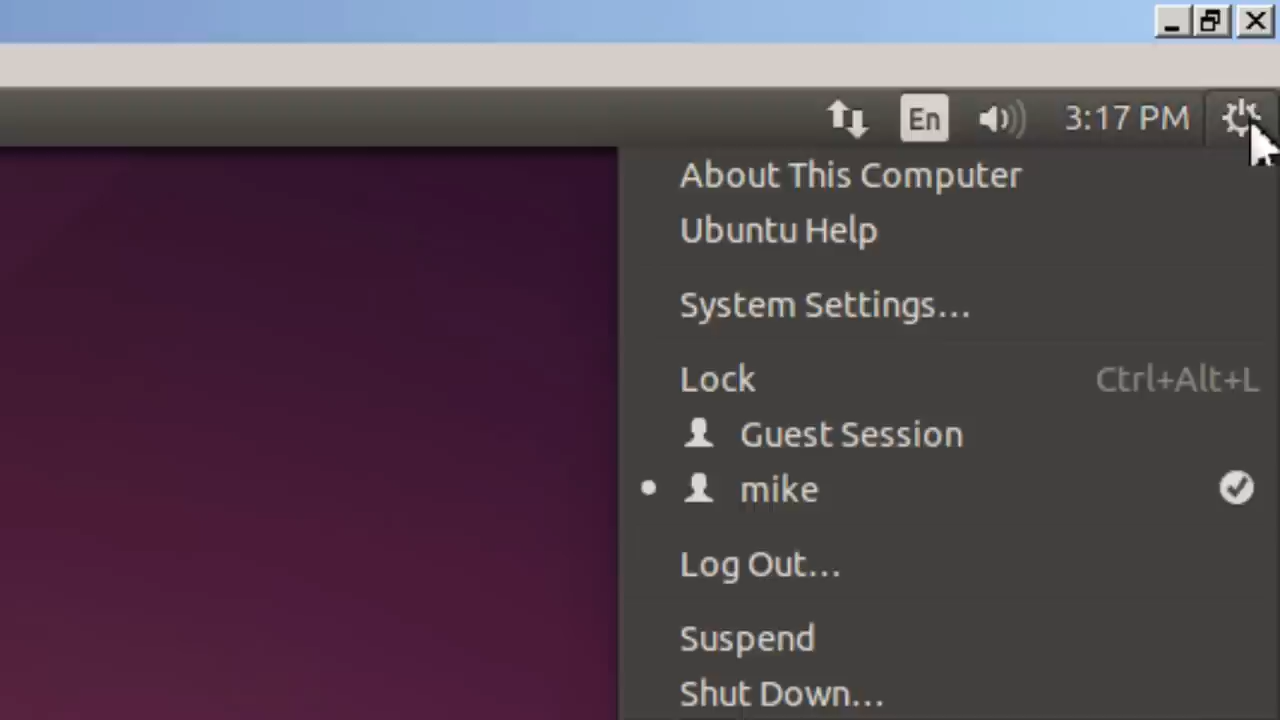 En 3:17 PM
About This Computer
Ubuntu Help
System Settings...
Lock Ctrl+Alt+L
Guest Session
mike
Log Out...
Suspend
Shut Down...